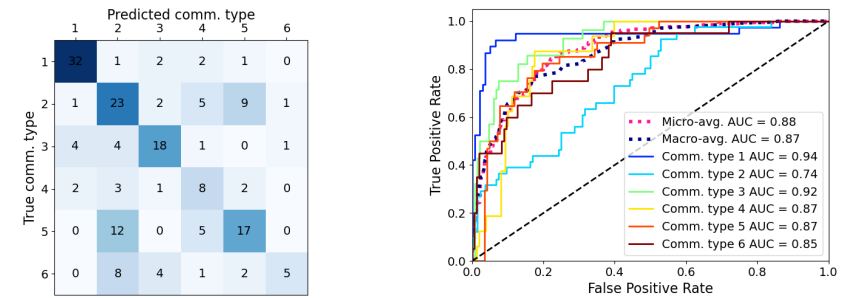 Predicted comm. type
1 2 3 4 5 6
True comm. type
1 32 1 2 2 1 0
2 1 23 2 5 9 1
3 4 4 18 1 0 1
4 2 3 1 8 2 0
5 0 12 0 5 17 0
6 0 8 4 1 2 5
True Positive Rate
1.0
0.8
0.6
0.4
0.2
0.0
Micro-avg. AUC = 0.88
Macro-avg. AUC = 0.87
Comm. type 1 AUC = 0.94
Comm. type 2 AUC = 0.74
Comm. type 3 AUC = 0.92
Comm. type 4 AUC = 0.87
Comm. type 5 AUC = 0.87
Comm. type 6 AUC = 0.85
0.0 0.2 0.4 0.6 0.8 1.0
False Positive Rate